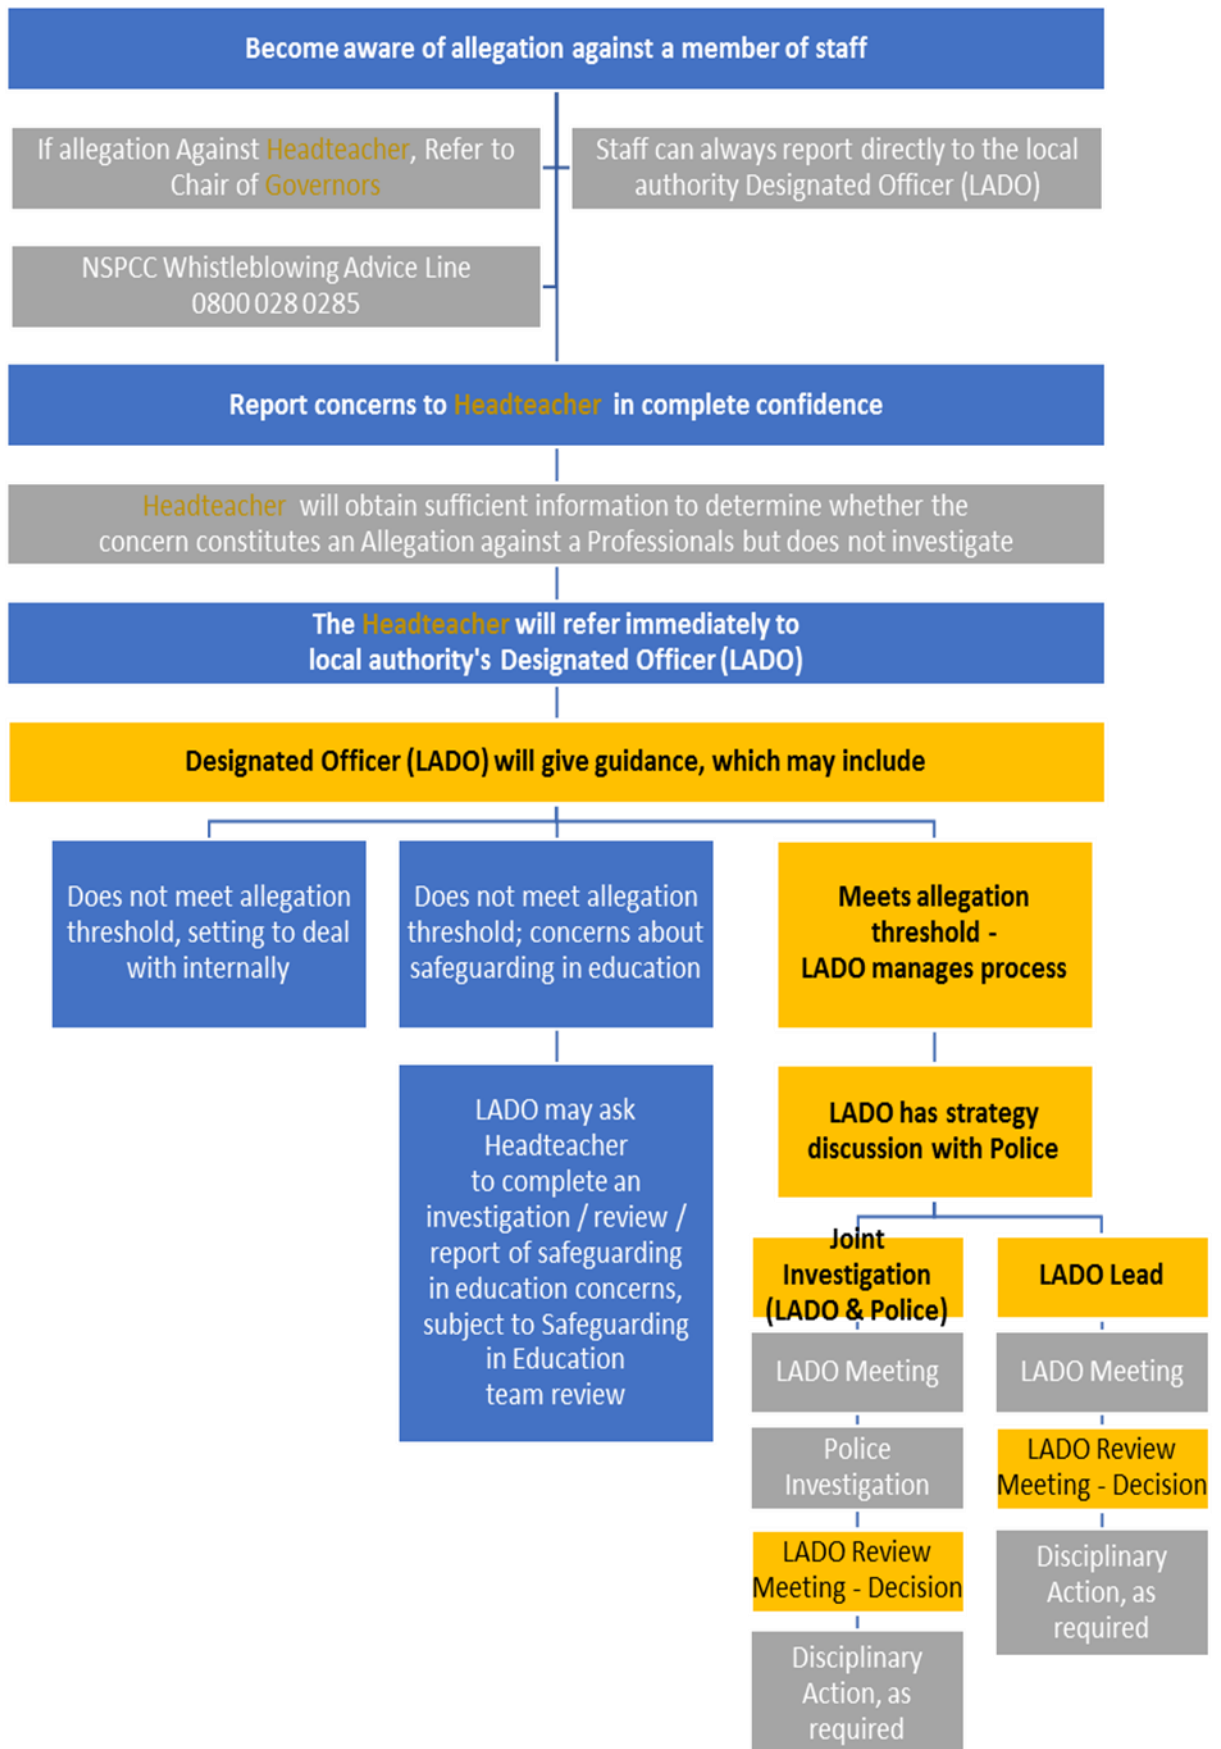 Become aware of allegation against a member of staff
If allegation Against Headteacher, Refer to
Chair of Governors
Staff can always report directly to the local
authority Designated Officer (LADO)
NSPCC Whistleblowing Advice Line
0800 028 0285
Report concerns to Headteacher in complete confidence
Headteacher will obtain sufficient information to determine whether the
concern constitutes an Allegation against a Professionals but does not investigate
The Headteacher will refer immediately to
local authority's Designated Officer (LADO)
Designated Officer (LADO) will give guidance, which may include
Does not meet allegation
threshold, setting to deal
with internally
Does not meet allegation
threshold; concerns about
safeguarding in education
Meets allegation
threshold -
LADO manages process
LADO may ask
Headteacher
to complete an
investigation / review /
report of safeguarding
in education concerns,
subject to Safeguarding
in Education
team review
LADO has strategy
discussion with Police
Joint
Investigation
(LADO & Police)
LADO Meeting
Police
Investigation
LADO Review
Meeting - Decision
Disciplinary
Action, as
required
LADO Lead
LADO Meeting
LADO Review
Meeting - Decision
Disciplinary
Action, as
required